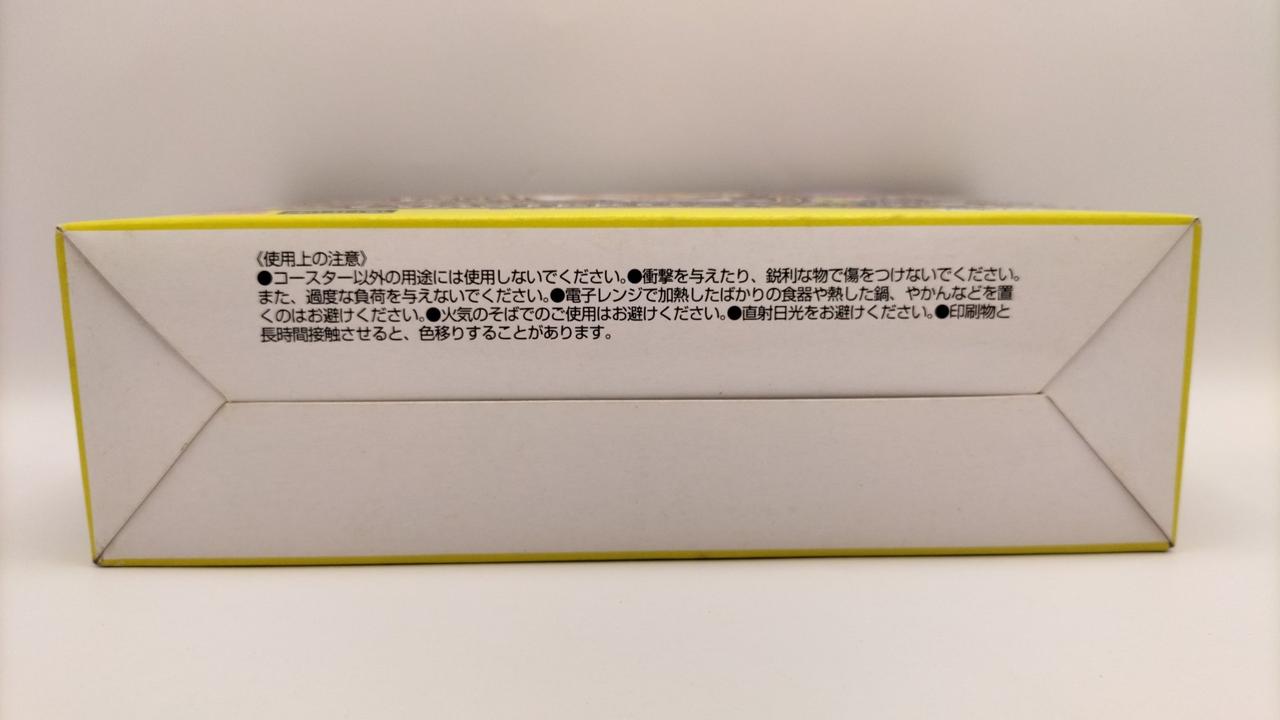 《使用上の注意》
●コースター以外の用途には使用しないでください。●衝撃を与えたり、鋭利な物で傷をつけないでください。
また、過度な負荷を与えないでください。●電子レンジで加熱したばかりの食器や熱した鍋、やかんなどを置
くのはお避けください。●火気のそばでのご使用はお避けください。●直射日光をお避けください。●印刷物と
長時間接触させると、色移りすることがあります。